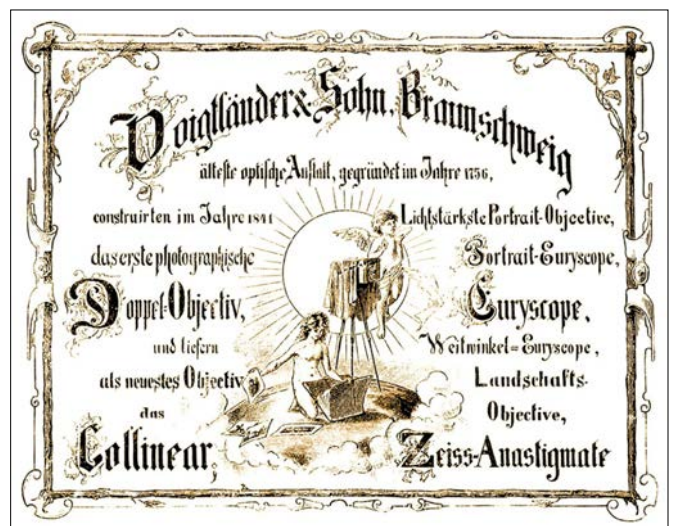 Voigtländer & Sohn, Braunschweig
älteste optische Anstalt, gegründet im Jahre 1756,
construirten im Jahre 1841
das erste photographische
Doppel-Objectiv,
und liefern
als neuestes Objectiv
das
Collinear,
Lichtstärkste Portrait-Objective,
Portrait-Euryscope,
Euryscope,
Weitwinkel-Euryscope,
Landschafts-
Objective,
Zeiss-Anastigmate